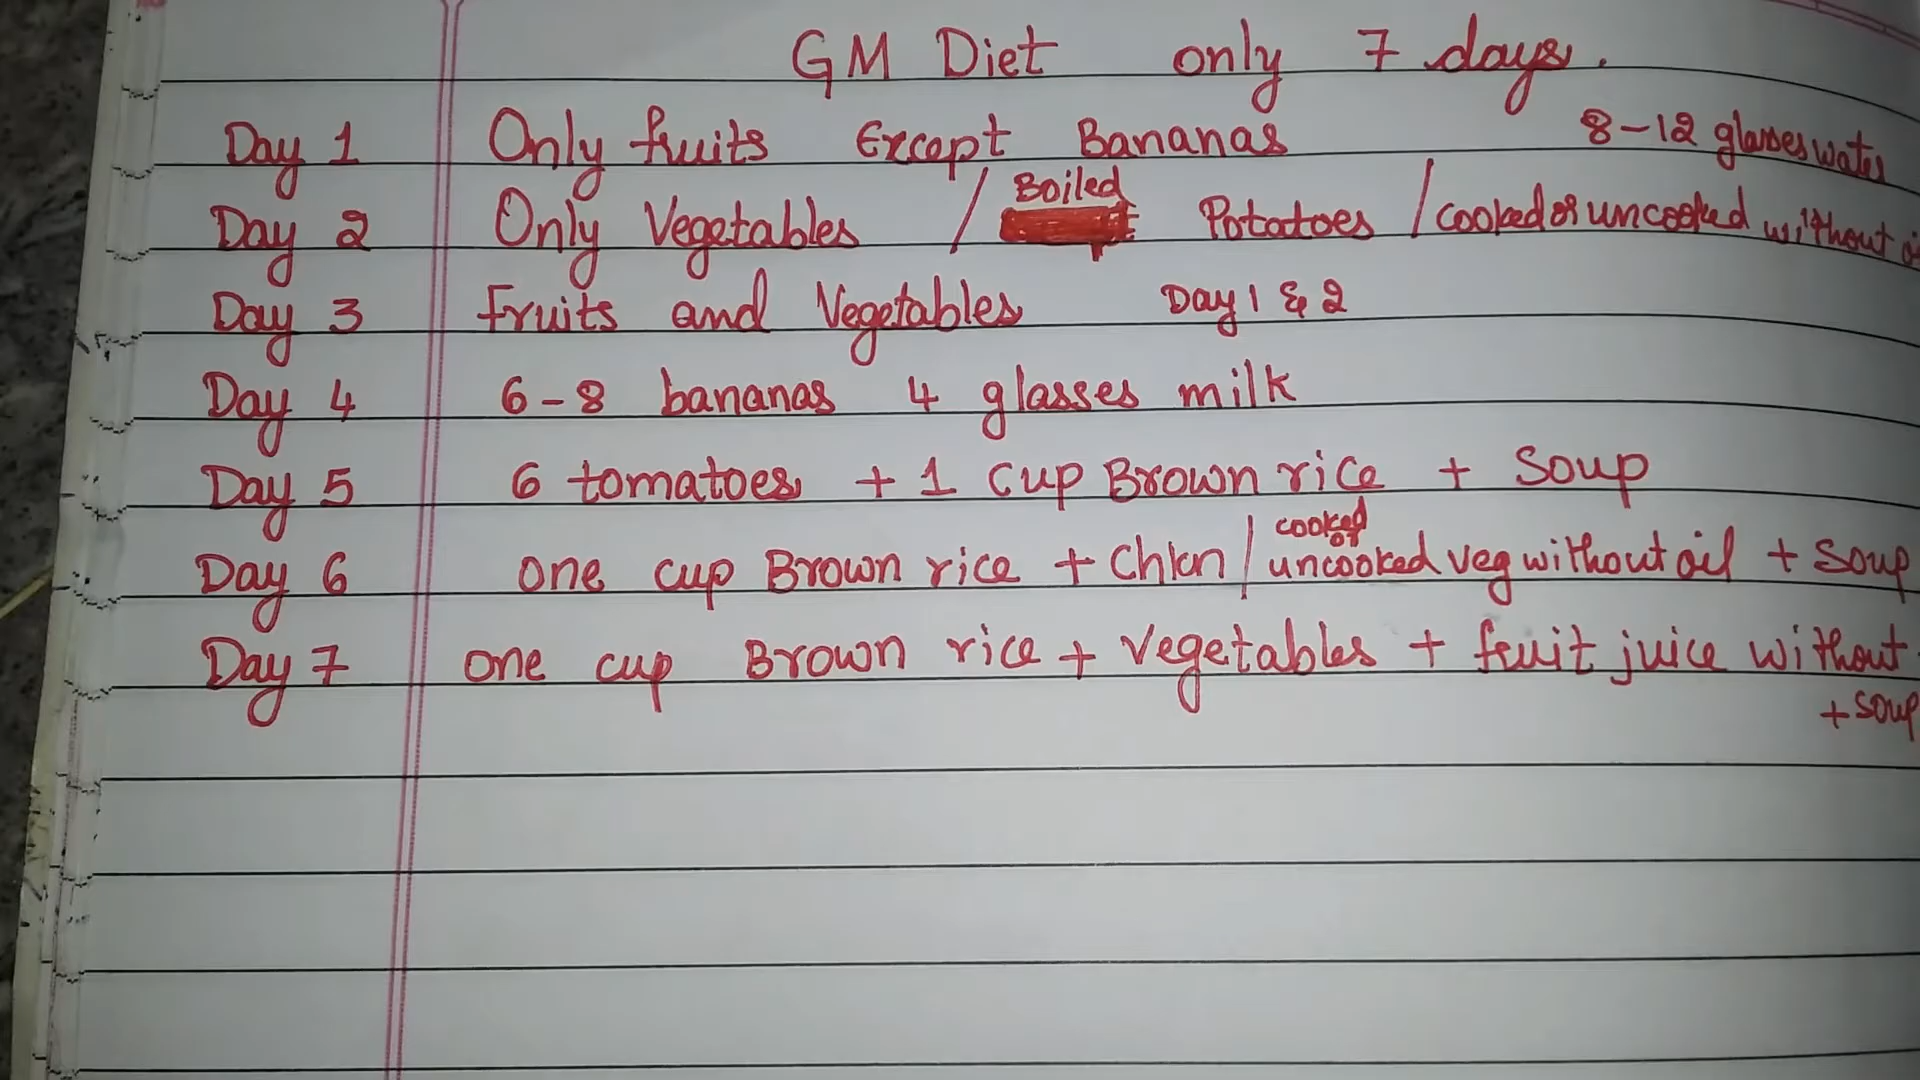 GM Diet only 7 days.
Day 1 Only fruits Except Bananas 8-12 glasses water
Day 2 Only Vegetables / Boiled Potatoes / cooked or uncooked without
Day 3 Fruits and Vegetables Day 1 & 2
Day 4 6-8 bananas 4 glasses milk
Day 5 6 tomatoes + 1 cup Brown rice + Soup
Day 6 one cup Brown rice + Chkn / cooked or uncooked veg without oil + Soup
Day 7 one cup Brown rice + Vegetables + fruit juice without
+ soup